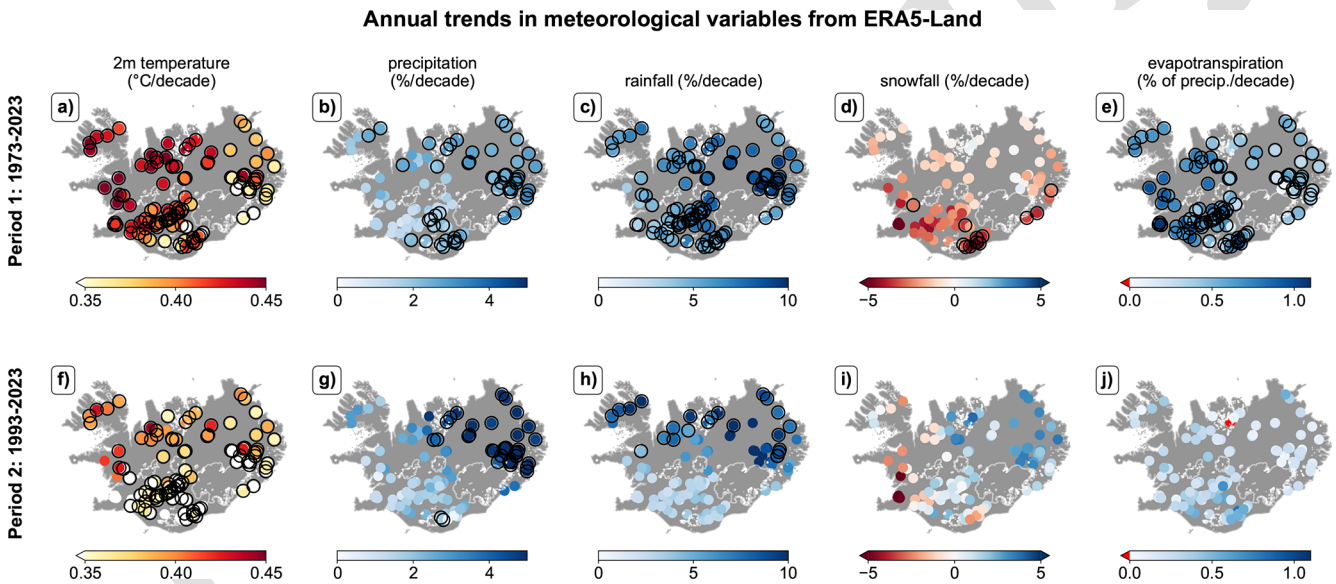 Annual trends in meteorological variables from ERA5-Land
2m temperature
(°C/decade)
precipitation
(%/decade)
rainfall (%/decade)
snowfall (%/decade)
evapotranspiration
(% of precip./decade)
Period 1: 1973-2023
a)
b)
c)
d)
e)
0.35 0.40 0.45
0 2 4
0 5 10
−5 0 5
0.0 0.5 1.0
Period 2: 1993-2023
f)
g)
h)
i)
j)
0.35 0.40 0.45
0 2 4
0 5 10
−5 0 5
0.0 0.5 1.0